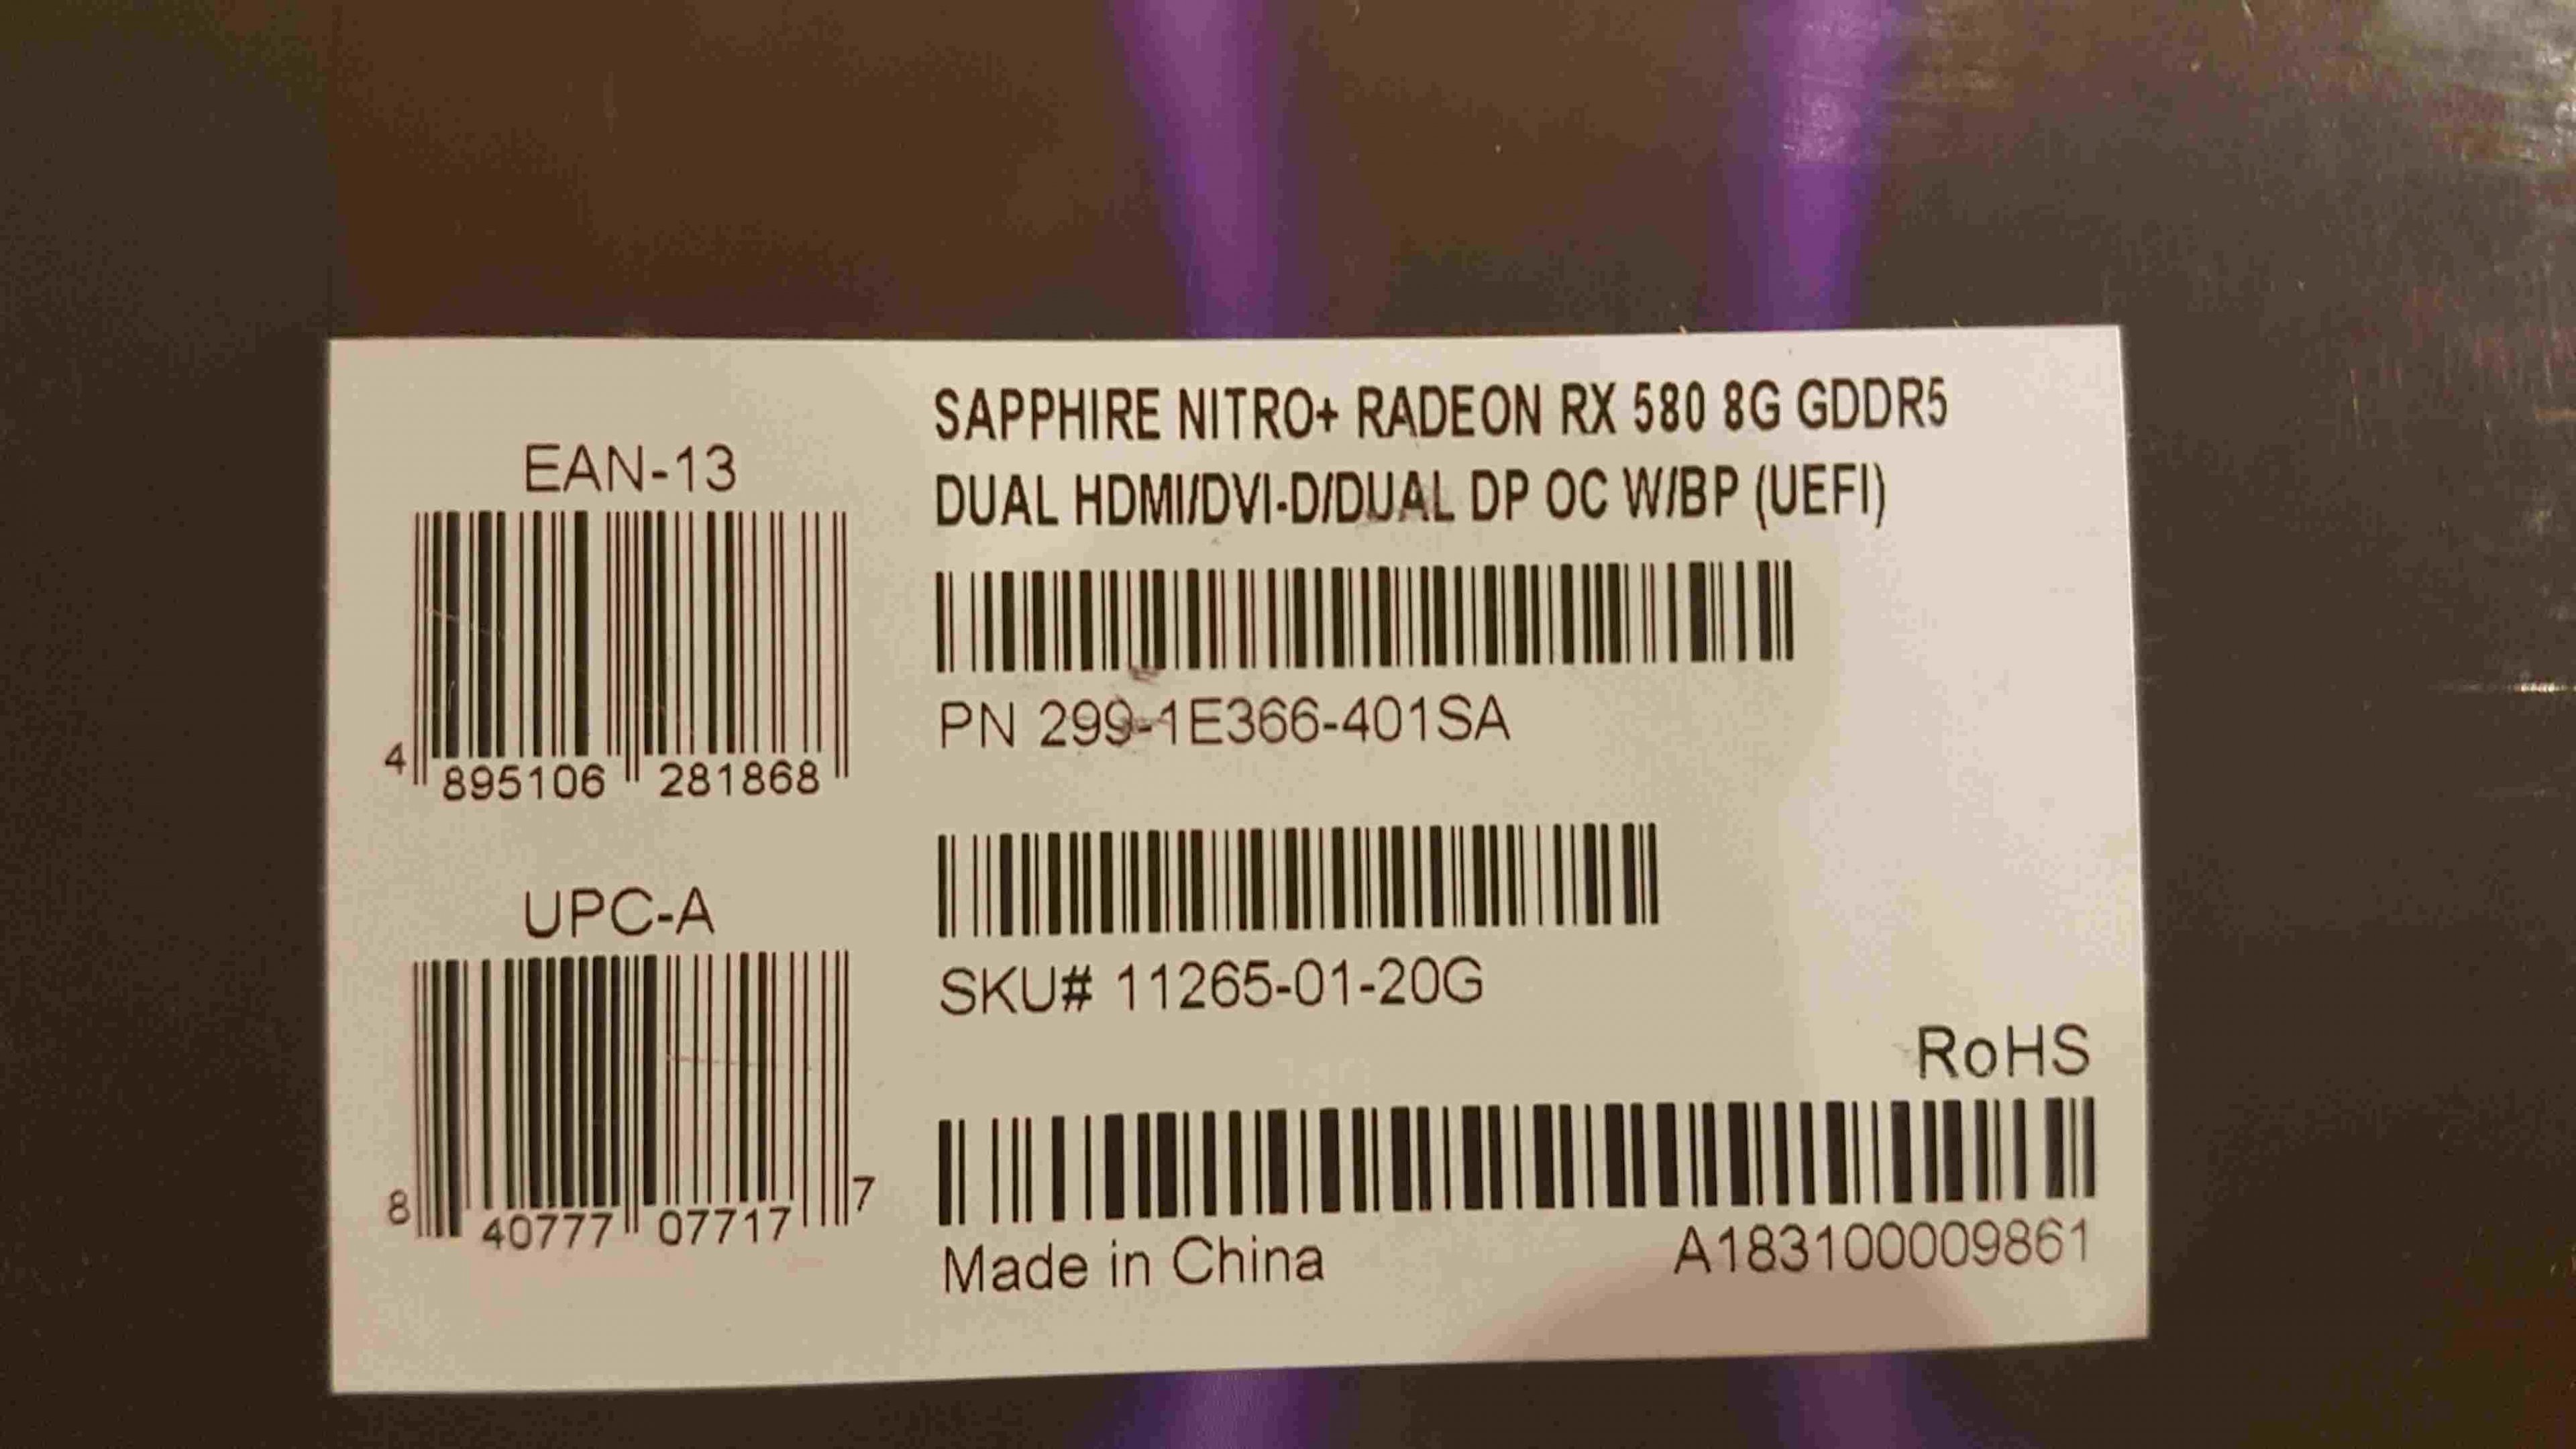 SAPPHIRE NITRO+ RADEON RX 580 8G GDDR5
DUAL HDMI/DVI-D/DUAL DP OC W/BP (UEFI)
EAN-13
4 895106 281868
PN 299-1E366-401SA
UPC-A
8 40777 07717 7
SKU# 11265-01-20G
RoHS
Made in China
A183100009861